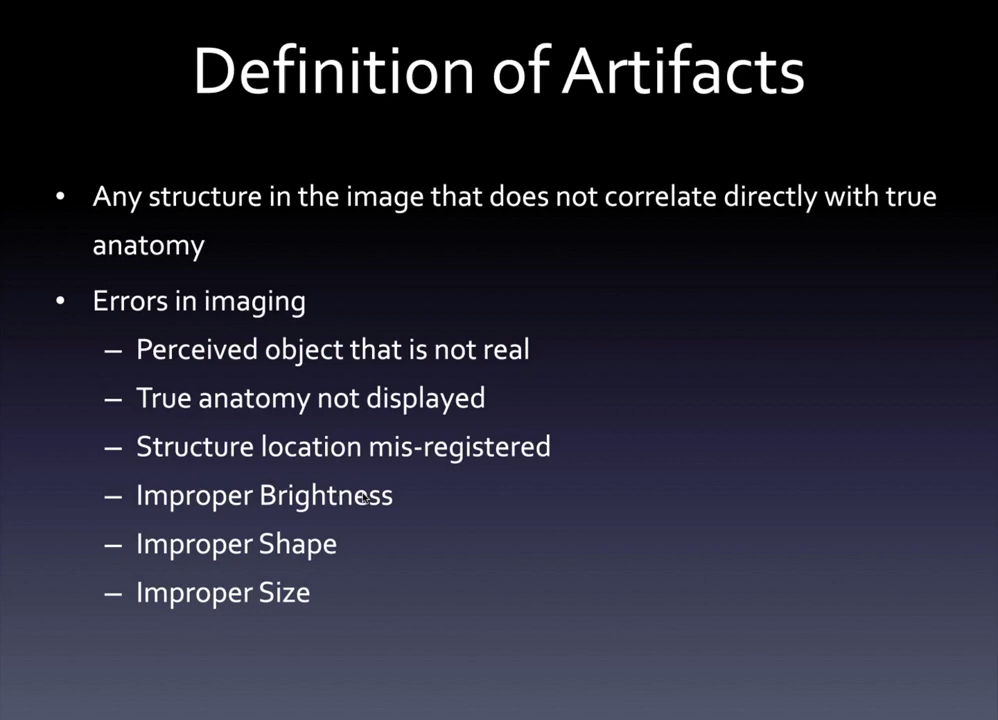 Definition of Artifacts
• Any structure in the image that does not correlate directly with true
anatomy
• Errors in imaging
– Perceived object that is not real
– True anatomy not displayed
– Structure location mis-registered
– Improper Brightness
– Improper Shape
– Improper Size